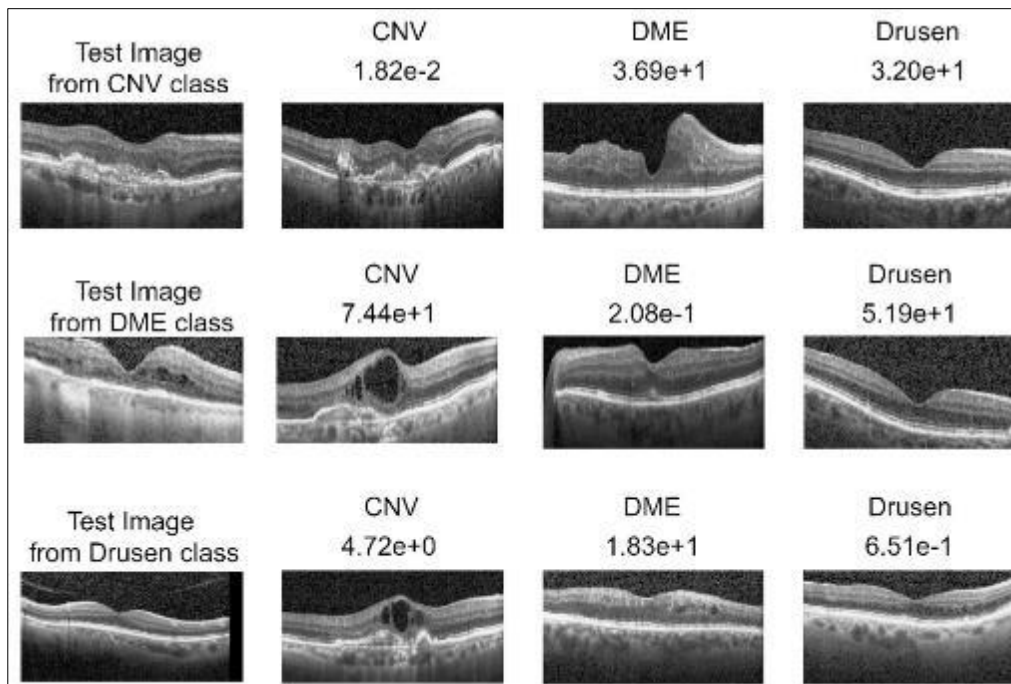 Test Image
from CNV class
CNV
1.82e-2
DME
3.69e+1
Drusen
3.20e+1
Test Image
from DME class
CNV
7.44e+1
DME
2.08e-1
Drusen
5.19e+1
Test Image
from Drusen class
CNV
4.72e+0
DME
1.83e+1
Drusen
6.51e-1